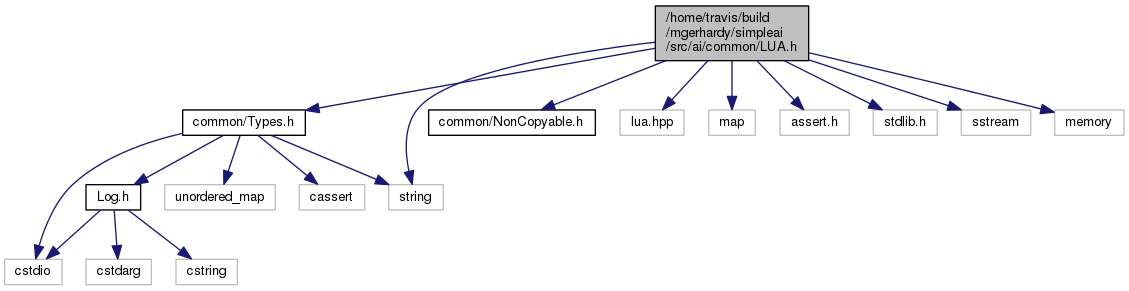 /home/travis/build
/mgerhardy/simpleai
/src/ai/common/LUA.h
common/Types.h
common/NonCopyable.h
lua.hpp
map
assert.h
stdlib.h
sstream
memory
Log.h
unordered_map
cassert
string
cstdio
cstdarg
cstring